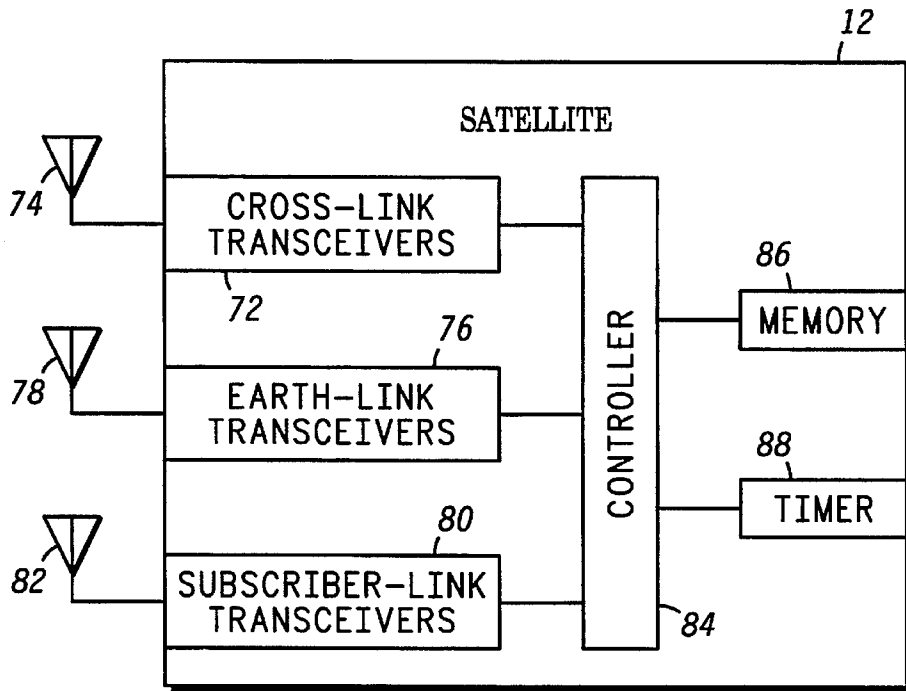 12
SATELLITE
74
CROSS-LINK
TRANSCEIVERS
72
86
MEMORY
78
76
EARTH-LINK
TRANSCEIVERS
CONTROLLER
88
TIMER
82
80
SUBSCRIBER-LINK
TRANSCEIVERS
84